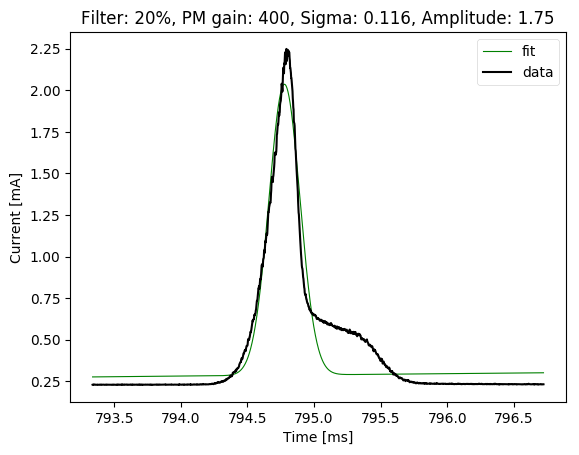 Filter: 20%, PM gain: 400, Sigma: 0.116, Amplitude: 1.75
fit
data
2.25
2.00
1.75
1.50
1.25
1.00
0.75
0.50
0.25
Current [mA]
793.5 794.0 794.5 795.0 795.5 796.0 796.5
Time [ms]